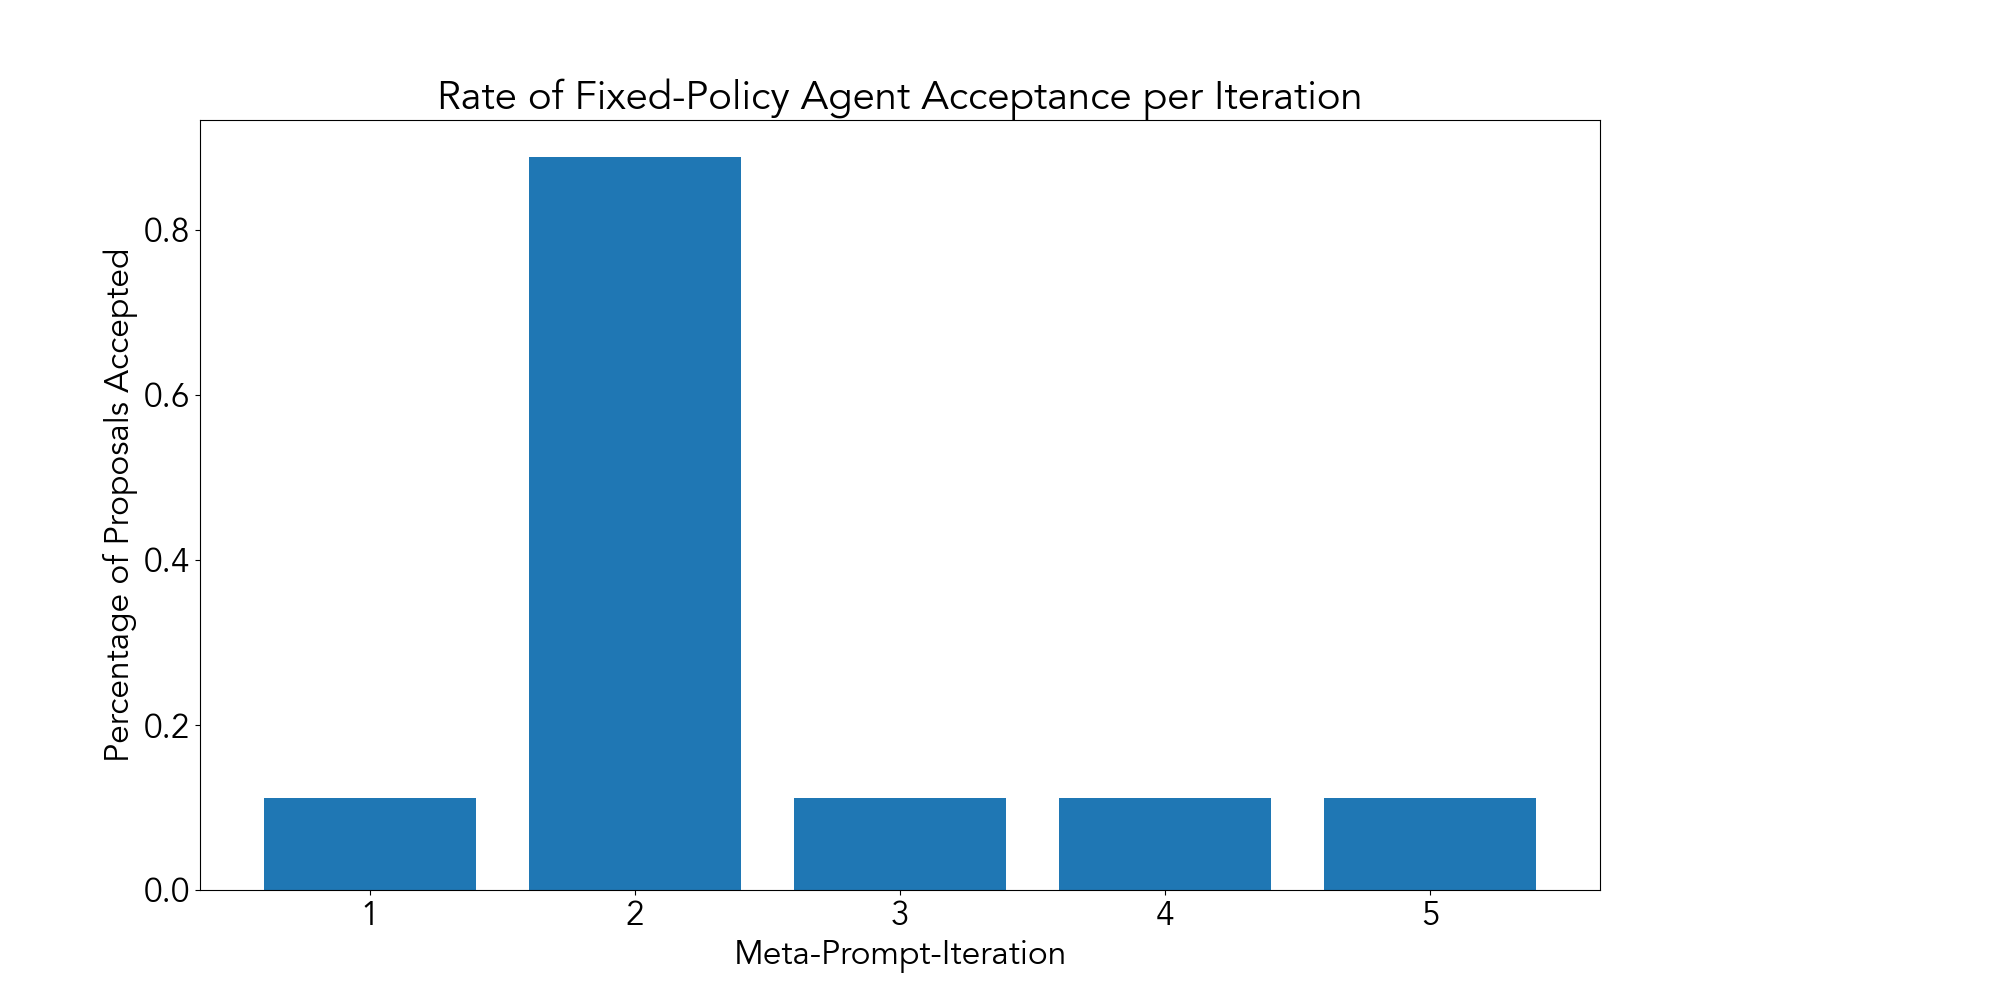 Rate of Fixed-Policy Agent Acceptance per Iteration
Percentage of Proposals Accepted
0.8
0.6
0.4
0.2
0.0
1 2 3 4 5
Meta-Prompt-Iteration